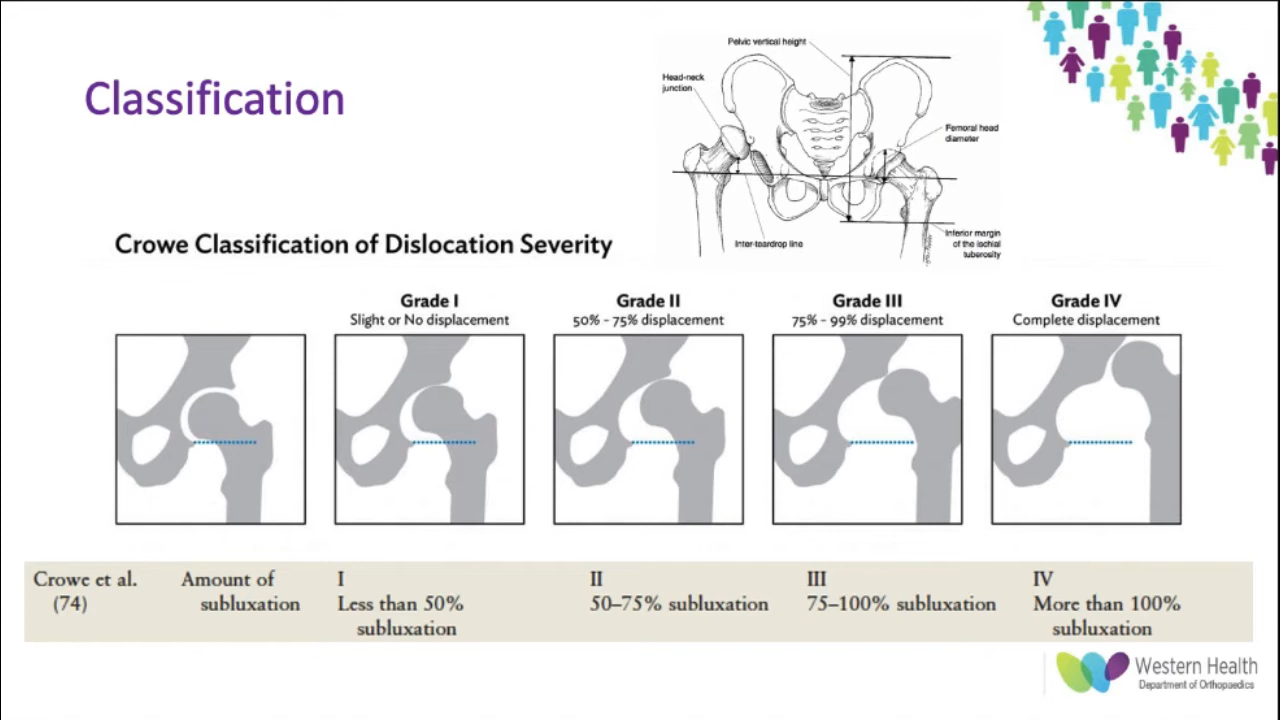 Classification
Pelvic vertical height
Head-neck
junction
Femoral head
diameter
Inter-teardrop line
Inferior margin
of the ischial
tuberosity
Crowe Classification of Dislocation Severity
Grade I
Slight or No displacement
Grade II
50% - 75% displacement
Grade III
75% - 99% displacement
Grade IV
Complete displacement
Crowe et al.
(74)
Amount of
subluxation
I
Less than 50%
subluxation
II
50–75% subluxation
III
75–100% subluxation
IV
More than 100%
subluxation
Western Health
Department of Orthopaedics